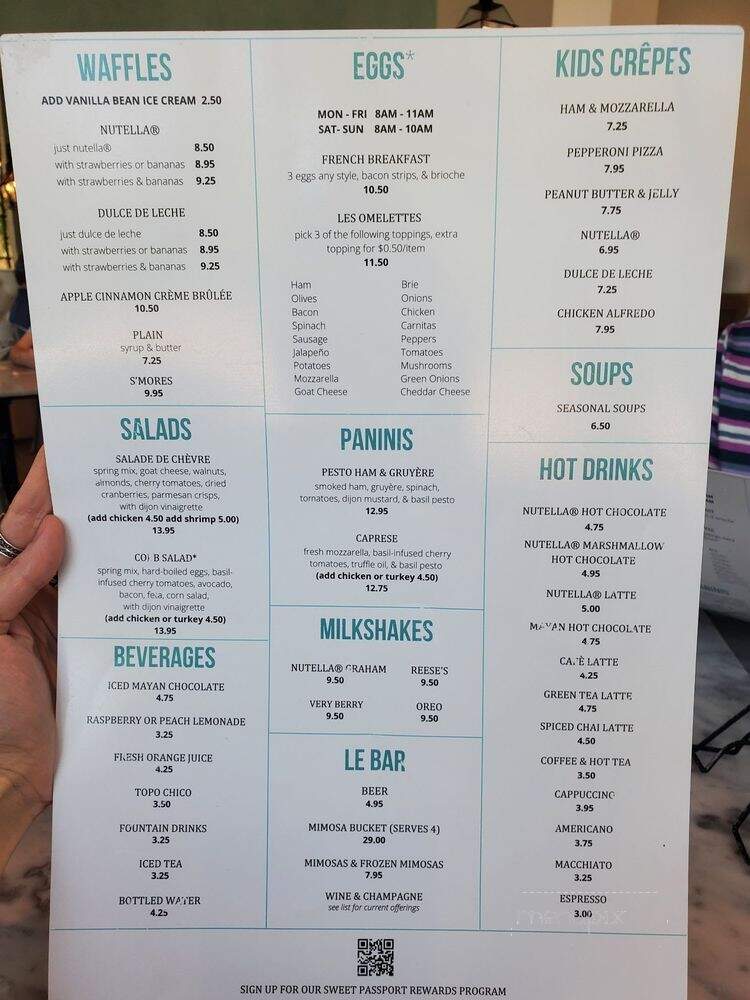 WAFFLES
ADD VANILLA BEAN ICE CREAM 2.50
NUTELLA®
just nutella® 8.50
with strawberries or bananas 8.95
with strawberries & bananas 9.25
DULCE DE LECHE
just dulce de leche 8.50
with strawberries or bananas 8.95
with strawberries & bananas 9.25
APPLE CINNAMON CRÈME BRÛLÉE
10.50
PLAIN
syrup & butter
7.25
S'MORES
9.95
SALADS
SALADE DE CHÈVRE
spring mix, goat cheese, walnuts,
almonds, cherry tomatoes, dried
cranberries, parmesan crisps,
with dijon vinaigrette
(add chicken 4.50 add shrimp 5.00)
13.95
COBB SALAD*
spring mix, hard-boiled eggs, basil-
infused cherry tomatoes, avocado,
bacon, feta, corn salad,
with dijon vinaigrette
(add chicken or turkey 4.50)
13.95
BEVERAGES
ICED MAYAN CHOCOLATE
4.75
RASPBERRY OR PEACH LEMONADE
3.25
FRESH ORANGE JUICE
4.25
TOPO CHICO
3.50
FOUNTAIN DRINKS
3.25
ICED TEA
3.25
BOTTLED WATER
4.25
EGGS*
MON - FRI 8AM - 11AM
SAT- SUN 8AM - 10AM
FRENCH BREAKFAST
3 eggs any style, bacon strips, & brioche
10.50
LES OMELETTES
pick 3 of the following toppings, extra
topping for $0.50/item
11.50
Ham Brie
Olives Onions
Bacon Chicken
Spinach Carnitas
Sausage Peppers
Jalapeño Tomatoes
Potatoes Mushrooms
Mozzarella Green Onions
Goat Cheese Cheddar Cheese
PANINIS
PESTO HAM & GRUYÈRE
smoked ham, gruyère, spinach,
tomatoes, dijon mustard, & basil pesto
12.95
CAPRESE
fresh mozzarella, basil-infused cherry
tomatoes, truffle oil, & basil pesto
(add chicken or turkey 4.50)
12.75
MILKSHAKES
NUTELLA® GRAHAM REESE'S
9.50 9.50
VERY BERRY OREO
9.50 9.50
LE BAR
BEER
4.95
MIMOSA BUCKET (SERVES 4)
29.00
MIMOSAS & FROZEN MIMOSAS
7.95
WINE & CHAMPAGNE
see list for current offerings
KIDS CRÊPES
HAM & MOZZARELLA
7.25
PEPPERONI PIZZA
7.95
PEANUT BUTTER & JELLY
7.75
NUTELLA®
6.95
DULCE DE LECHE
7.25
CHICKEN ALFREDO
7.95
SOUPS
SEASONAL SOUPS
6.50
HOT DRINKS
NUTELLA® HOT CHOCOLATE
4.75
NUTELLA® MARSHMALLOW
HOT CHOCOLATE
4.95
NUTELLA® LATTE
5.00
MAYAN HOT CHOCOLATE
4.75
CAFÈ LATTE
4.25
GREEN TEA LATTE
4.75
SPICED CHAI LATTE
4.50
COFFEE & HOT TEA
3.50
CAPPUCCINO
3.95
AMERICANO
3.75
MACCHIATO
3.25
ESPRESSO
3.00
SIGN UP FOR OUR SWEET PASSPORT REWARDS PROGRAM